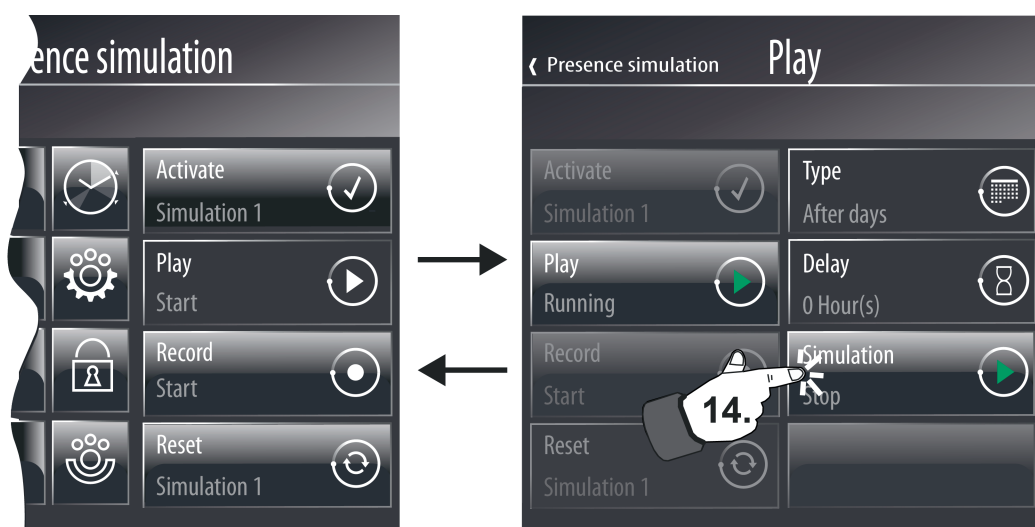 ence simulation
Activate
Simulation 1
Play
Start
Record
Start
Reset
Simulation 1
Presence simulation
Play
Activate
Simulation 1
Play
Running
Record
Start
Reset
Simulation 1
Type
After days
Delay
0 Hour(s)
Simulation
Stop
14.